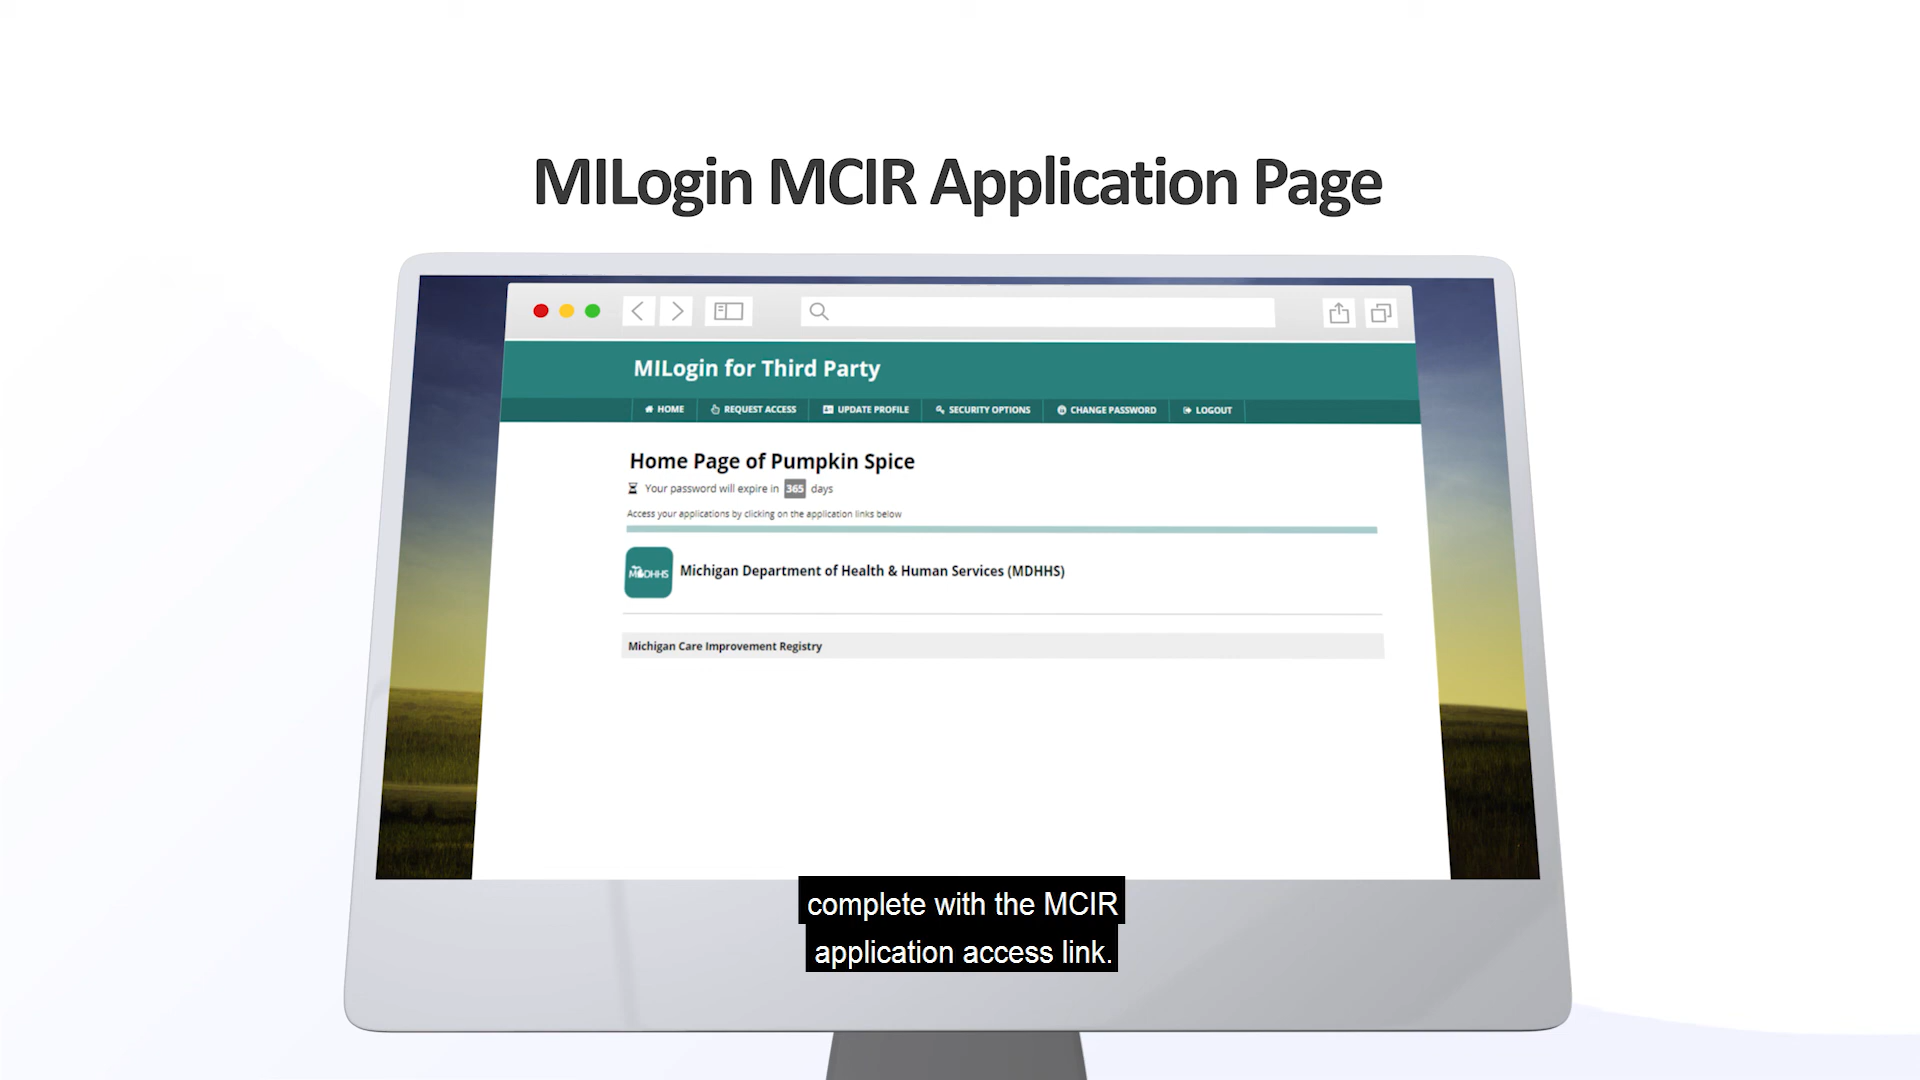 MILogin MCIR Application Page
MILogin for Third Party
HOME REQUEST ACCESS UPDATE PROFILE SECURITY OPTIONS CHANGE PASSWORD LOGOUT
Home Page of Pumpkin Spice
Your password will expire in 365 days
Access your applications by clicking on the application links below
MDHHS Michigan Department of Health & Human Services (MDHHS)
Michigan Care Improvement Registry
complete with the MCIR
application access link.